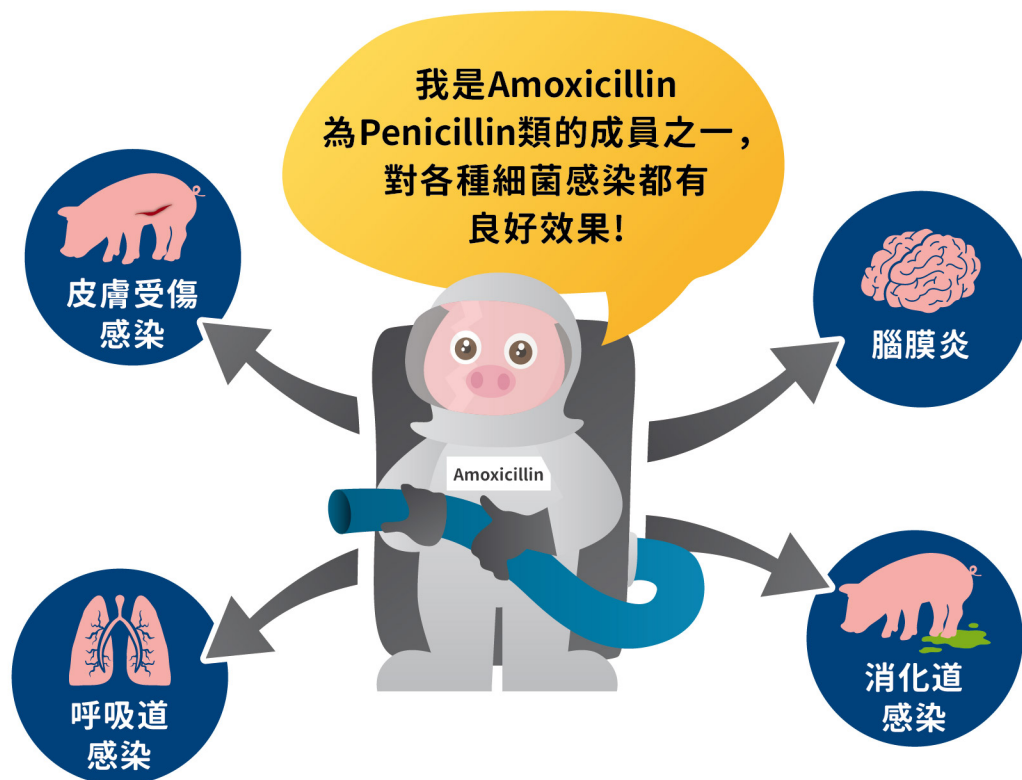 我是Amoxicillin
為Penicillin類的成員之一，
對各種細菌感染都有
良好效果!
皮膚受傷
感染
腦膜炎
Amoxicillin
呼吸道
感染
消化道
感染